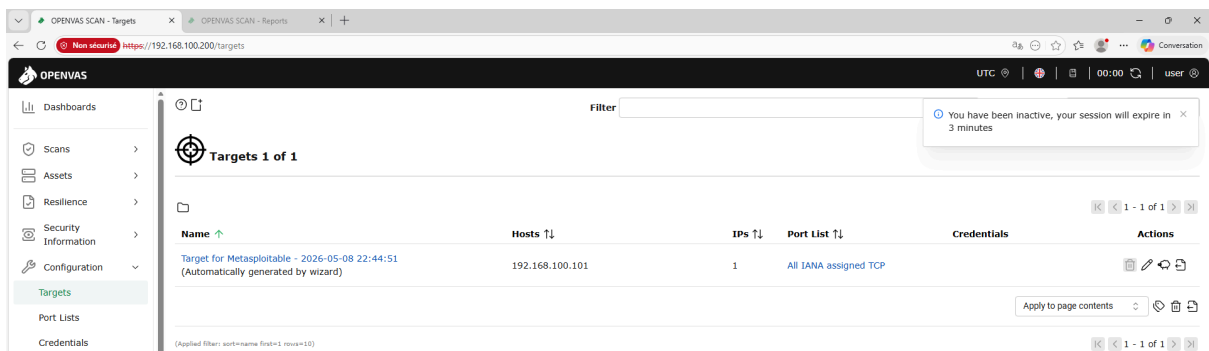 OPENVAS SCAN - Targets
OPENVAS SCAN - Reports
Non sécurisé https://192.168.100.200/targets
Conversation
OPENVAS
UTC
00:00
user
Dashboards
Filter
You have been inactive, your session will expire in
3 minutes
Scans
Targets 1 of 1
Assets
Resilience
1 - 1 of 1
Security
Information
Name Hosts IPs Port List Credentials Actions
Configuration
Target for Metasploitable - 2026-05-08 22:44:51
(Automatically generated by wizard)
192.168.100.101
1
All IANA assigned TCP
Targets
Apply to page contents
Port Lists
Credentials
(Applied filter: sort=name first=1 rows=10)
1 - 1 of 1